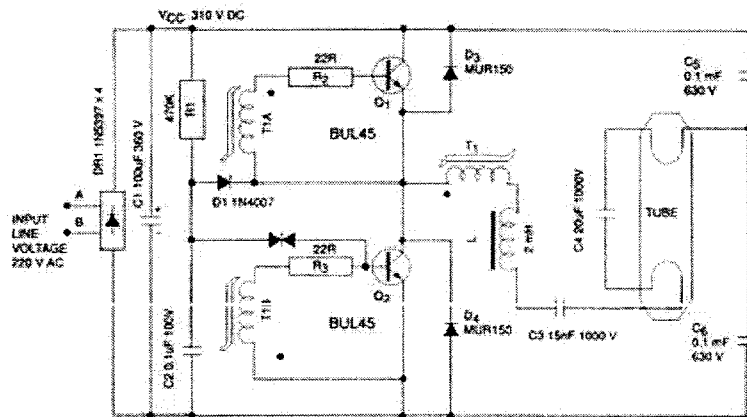 VCC 310 V DC
DR1 1N5397 x 4
C1 100uF 360 V
A
B
INPUT
LINE
VOLTAGE
220 V AC
470K
R1
T1A
22R
R2
Q1
BUL45
D3
MUR150
D1 1N4007
T1
L
2 mH
22R
R3
Q2
BUL45
T1B
C2 0.1uF 100V
D4
MUR150
C3 15nF 1000 V
C4 20uF 1000V
TUBE
C5
0.1 mF
630 V
C6
0.1 mF
630 V